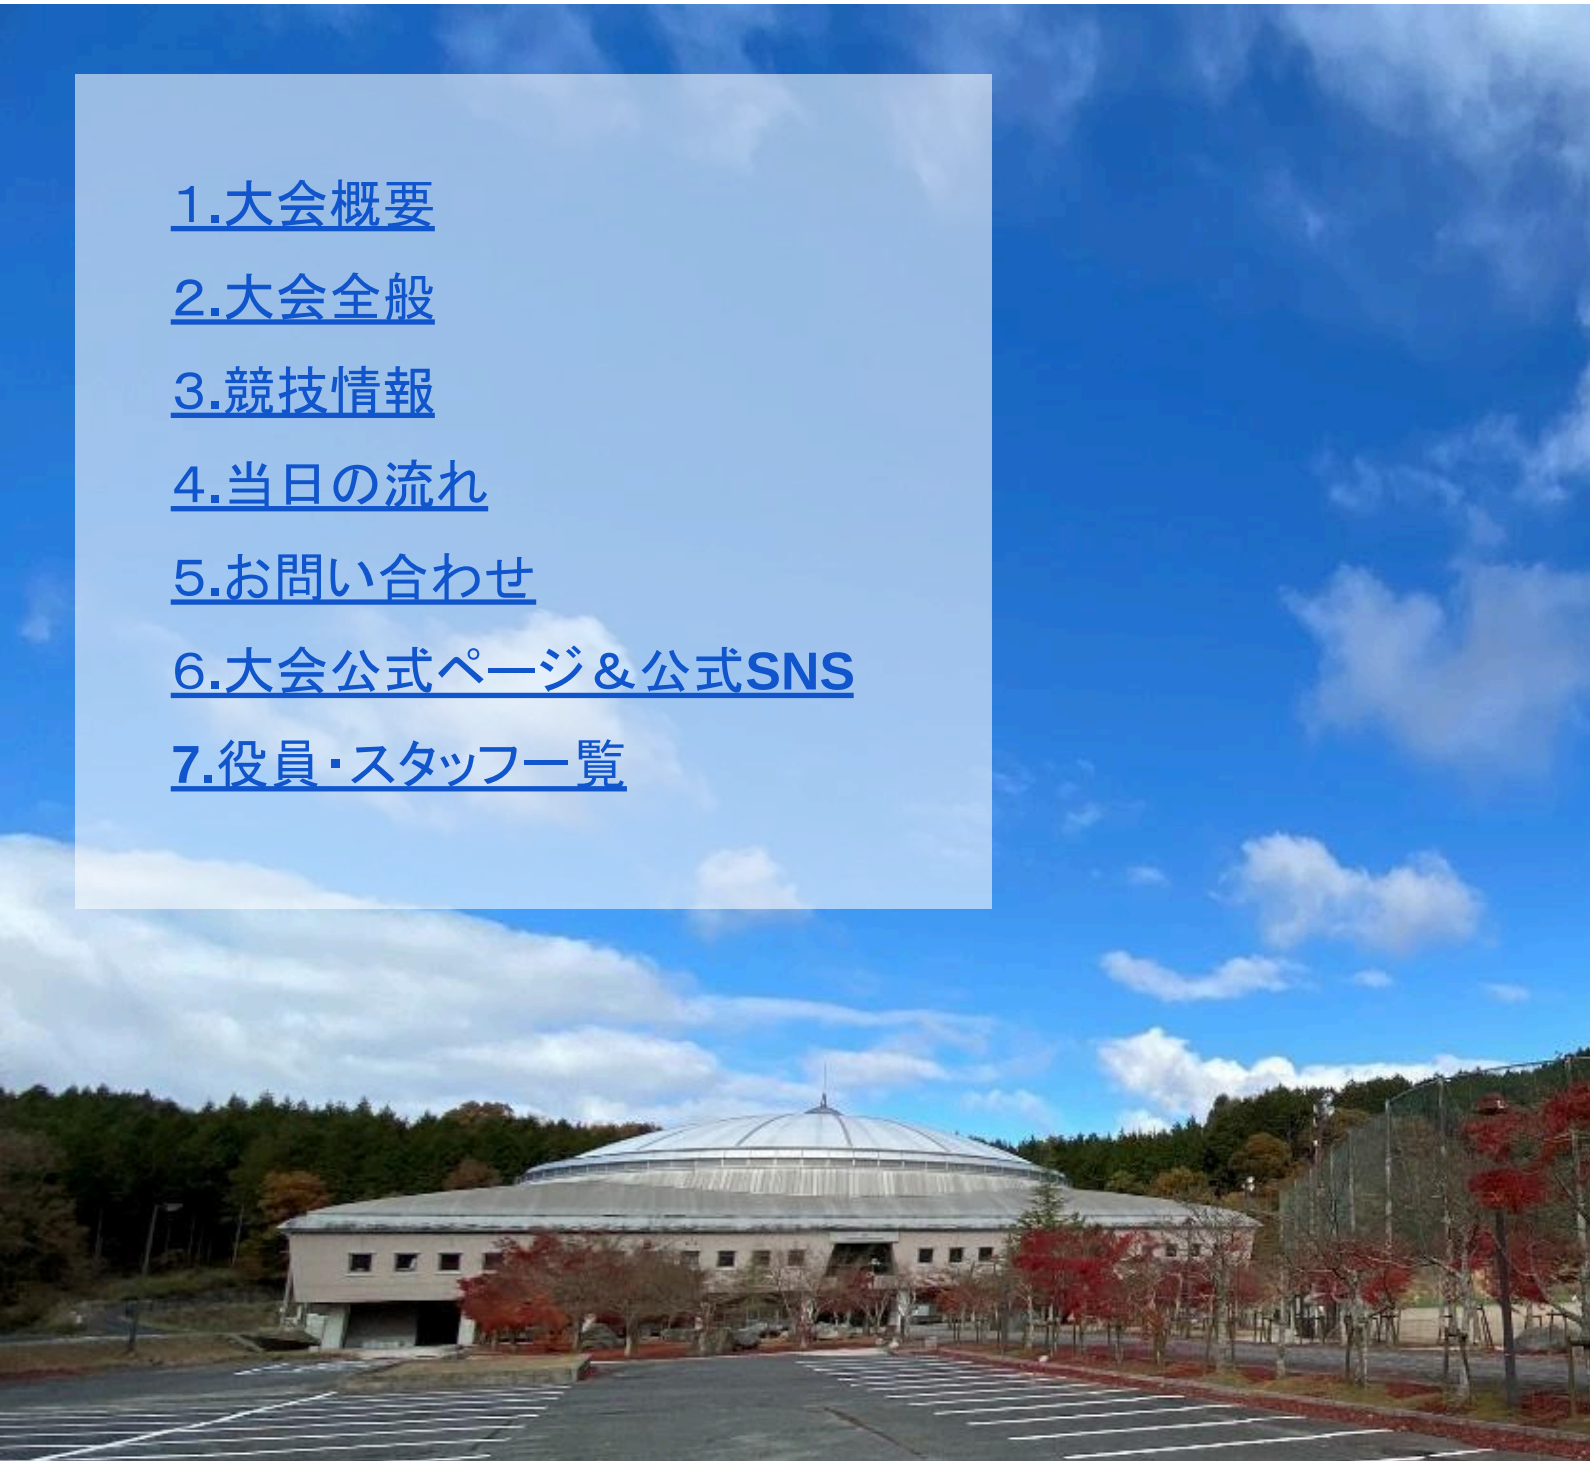 １.大会概要
２.大会全般
３.競技情報
４.当日の流れ
５.お問い合わせ
６.大会公式ページ＆公式SNS
7.役員・スタッフ一覧